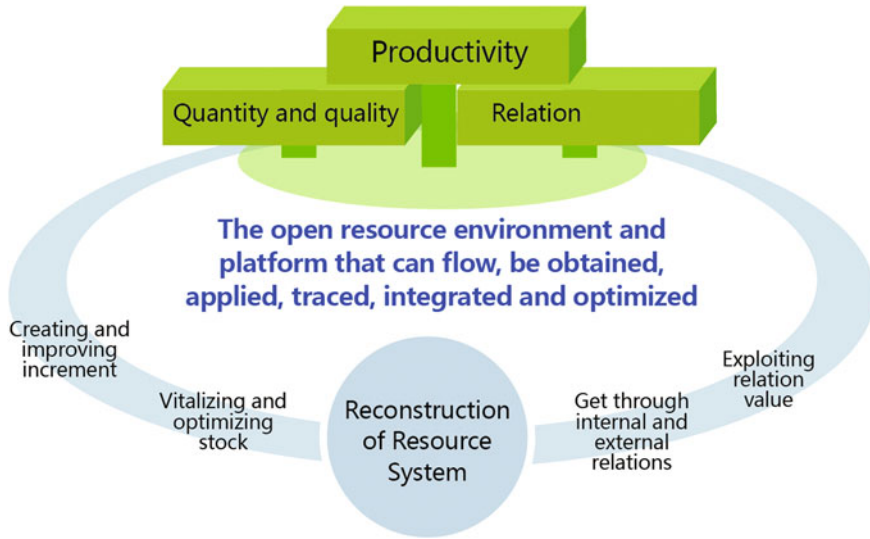 Productivity
Quantity and quality
Relation
The open resource environment and
platform that can flow, be obtained,
applied, traced, integrated and optimized
Creating and
improving
increment
Vitalizing and
optimizing
stock
Reconstruction
of Resource
System
Get through
internal and
external
relations
Exploiting
relation
value